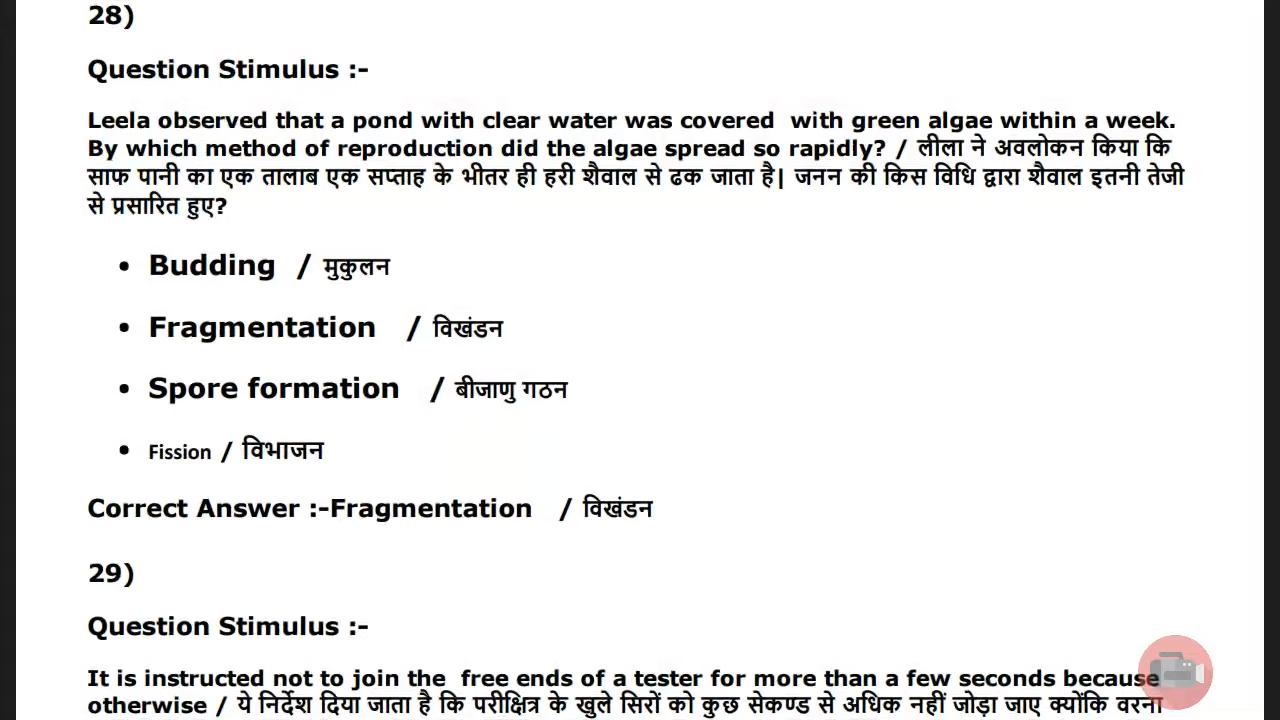 28)
Question Stimulus :-
Leela observed that a pond with clear water was covered with green algae within a week.
By which method of reproduction did the algae spread so rapidly? / लीला ने अवलोकन किया कि
साफ पानी का एक तालाब एक सप्ताह के भीतर ही हरी शैवाल से ढक जाता है| जनन की किस विधि द्वारा शैवाल इतनी तेजी
से प्रसारित हुए?
• Budding / मुकुलन
• Fragmentation / विखंडन
• Spore formation / बीजाणु गठन
• Fission / विभाजन
Correct Answer :-Fragmentation / विखंडन
29)
Question Stimulus :-
It is instructed not to join the free ends of a tester for more than a few seconds because
otherwise / ये निर्देश दिया जाता है कि परीक्षित्र के खुले सिरों को कुछ सेकण्ड से अधिक नहीं जोड़ा जाए क्योंकि वरना